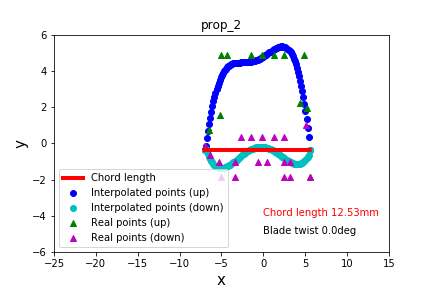 prop_2
6
4
2
0
−2
−4
−6
y
Chord length
Interpolated points (up)
Interpolated points (down)
Real points (up)
Real points (down)
Chord length 12.53mm
Blade twist 0.0deg
−25
−20
−15
−10
−5
0
5
10
15
x